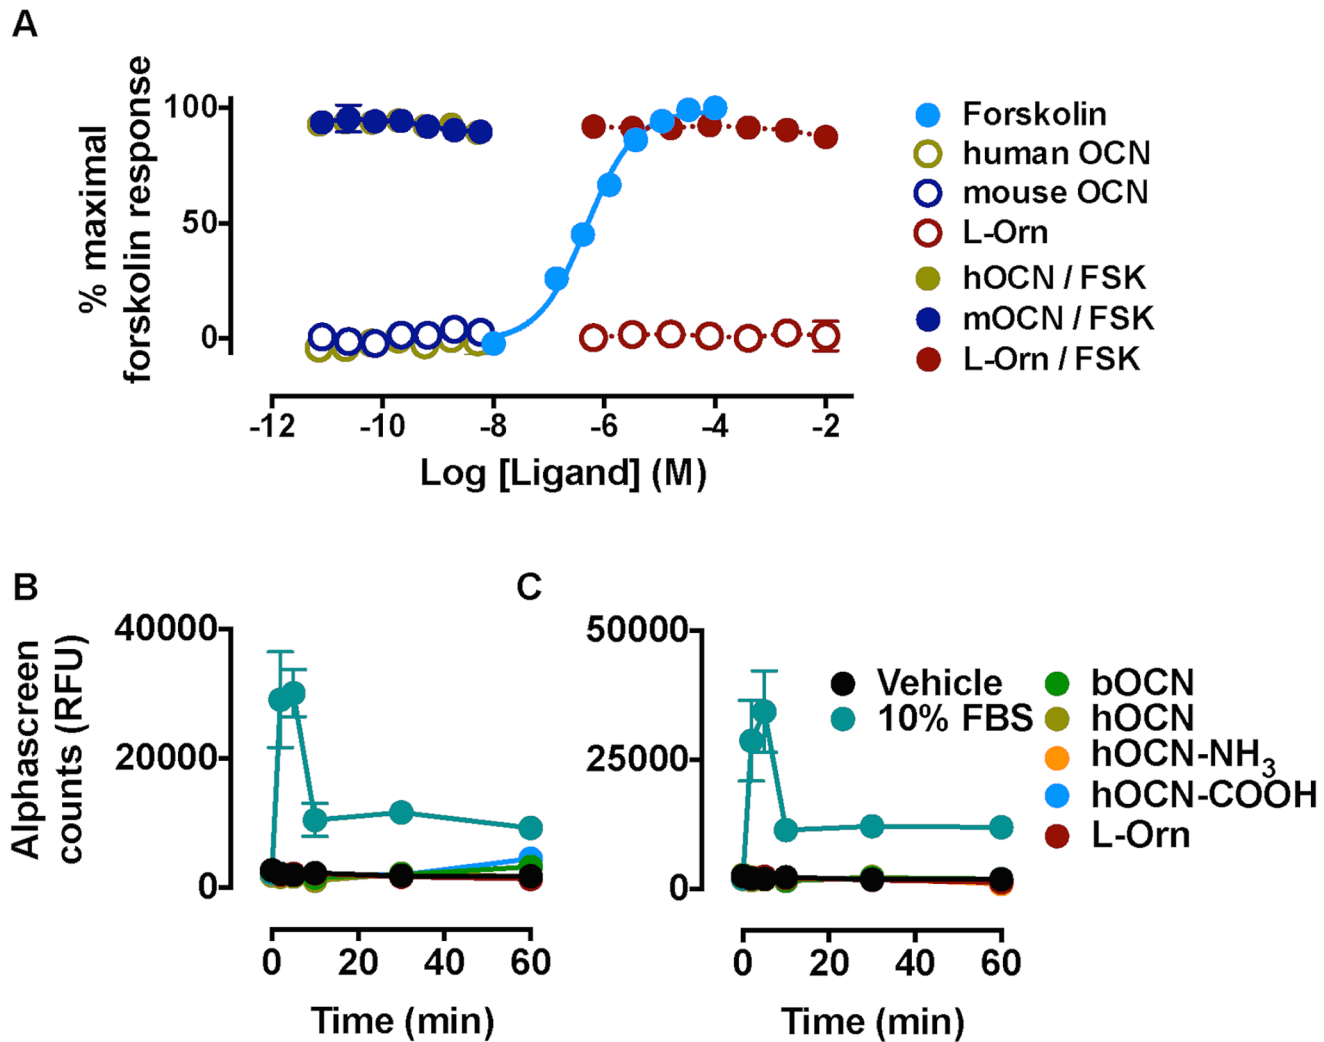 A
% maximal
forskolin response
100
50
0
-12 -10 -8 -6 -4 -2
Log [Ligand] (M)
Forskolin
human OCN
mouse OCN
L-Orn
hOCN / FSK
mOCN / FSK
L-Orn / FSK
B
Alphascreen
counts (RFU)
40000
20000
0
0 20 40 60
Time (min)
C
50000
25000
0
0 20 40 60
Time (min)
Vehicle
10% FBS
bOCN
hOCN
hOCN-NH3
hOCN-COOH
L-Orn